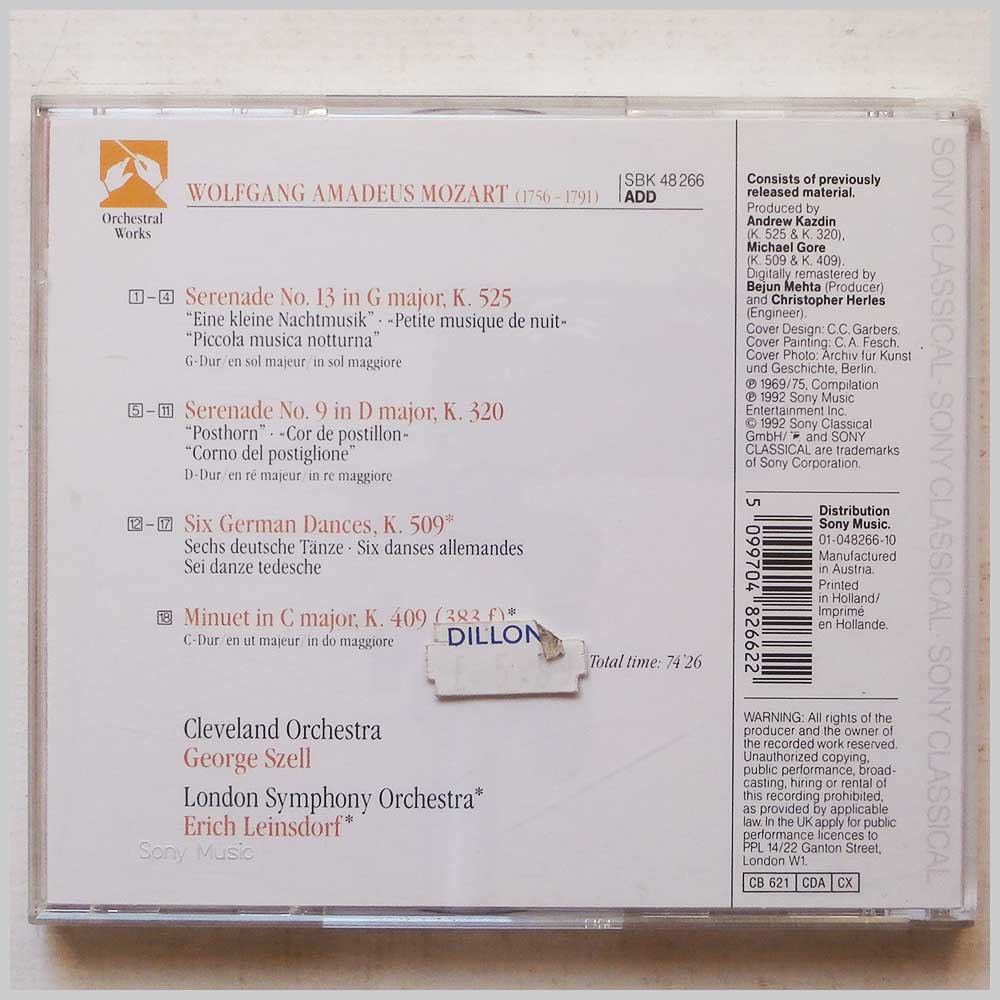 Orchestral
Works
WOLFGANG AMADEUS MOZART (1756 – 1791)
SBK 48266
ADD
1 – 4 Serenade No. 13 in G major, K. 525
“Eine kleine Nachtmusik” · «Petite musique de nuit»
“Piccola musica notturna”
G-Dur/en sol majeur/in sol maggiore
5 – 11 Serenade No. 9 in D major, K. 320
“Posthorn” · «Cor de postillon»
“Corno del postiglione”
D-Dur/en ré majeur/in re maggiore
12 – 17 Six German Dances, K. 509*
Sechs deutsche Tänze · Six danses allemandes
Sei danze tedesche
18 Minuet in C major, K. 409 (383 f)*
C-Dur/en ut majeur/in do maggiore
DILLON
Total time: 74'26
Cleveland Orchestra
George Szell
London Symphony Orchestra*
Erich Leinsdorf*
Sony Music
Consists of previously
released material.
Produced by
Andrew Kazdin
(K. 525 & K. 320),
Michael Gore
(K. 509 & K. 409).
Digitally remastered by
Bejun Mehta (Producer)
and Christopher Herles
(Engineer).
Cover Design: C.C. Garbers.
Cover Painting: C.A. Fesch.
Cover Photo: Archiv für Kunst
und Geschichte, Berlin.
℗ 1969/75, Compilation
℗ 1992 Sony Music
Entertainment Inc.
© 1992 Sony Classical
GmbH/ and SONY
CLASSICAL are trademarks
of Sony Corporation.
5 099704 826622
Distribution
Sony Music.
01-048266-10
Manufactured
in Austria.
Printed
in Holland/
Imprimé
en Hollande.
WARNING: All rights of the
producer and the owner of
the recorded work reserved.
Unauthorized copying,
public performance, broad-
casting, hiring or rental of
this recording prohibited,
as provided by applicable
law. In the UK apply for public
performance licences to
PPL 14/22 Ganton Street,
London W1.
CB 621 CDA CX
SONY CLASSICAL · SONY CLASSICAL · SONY CLASSICAL